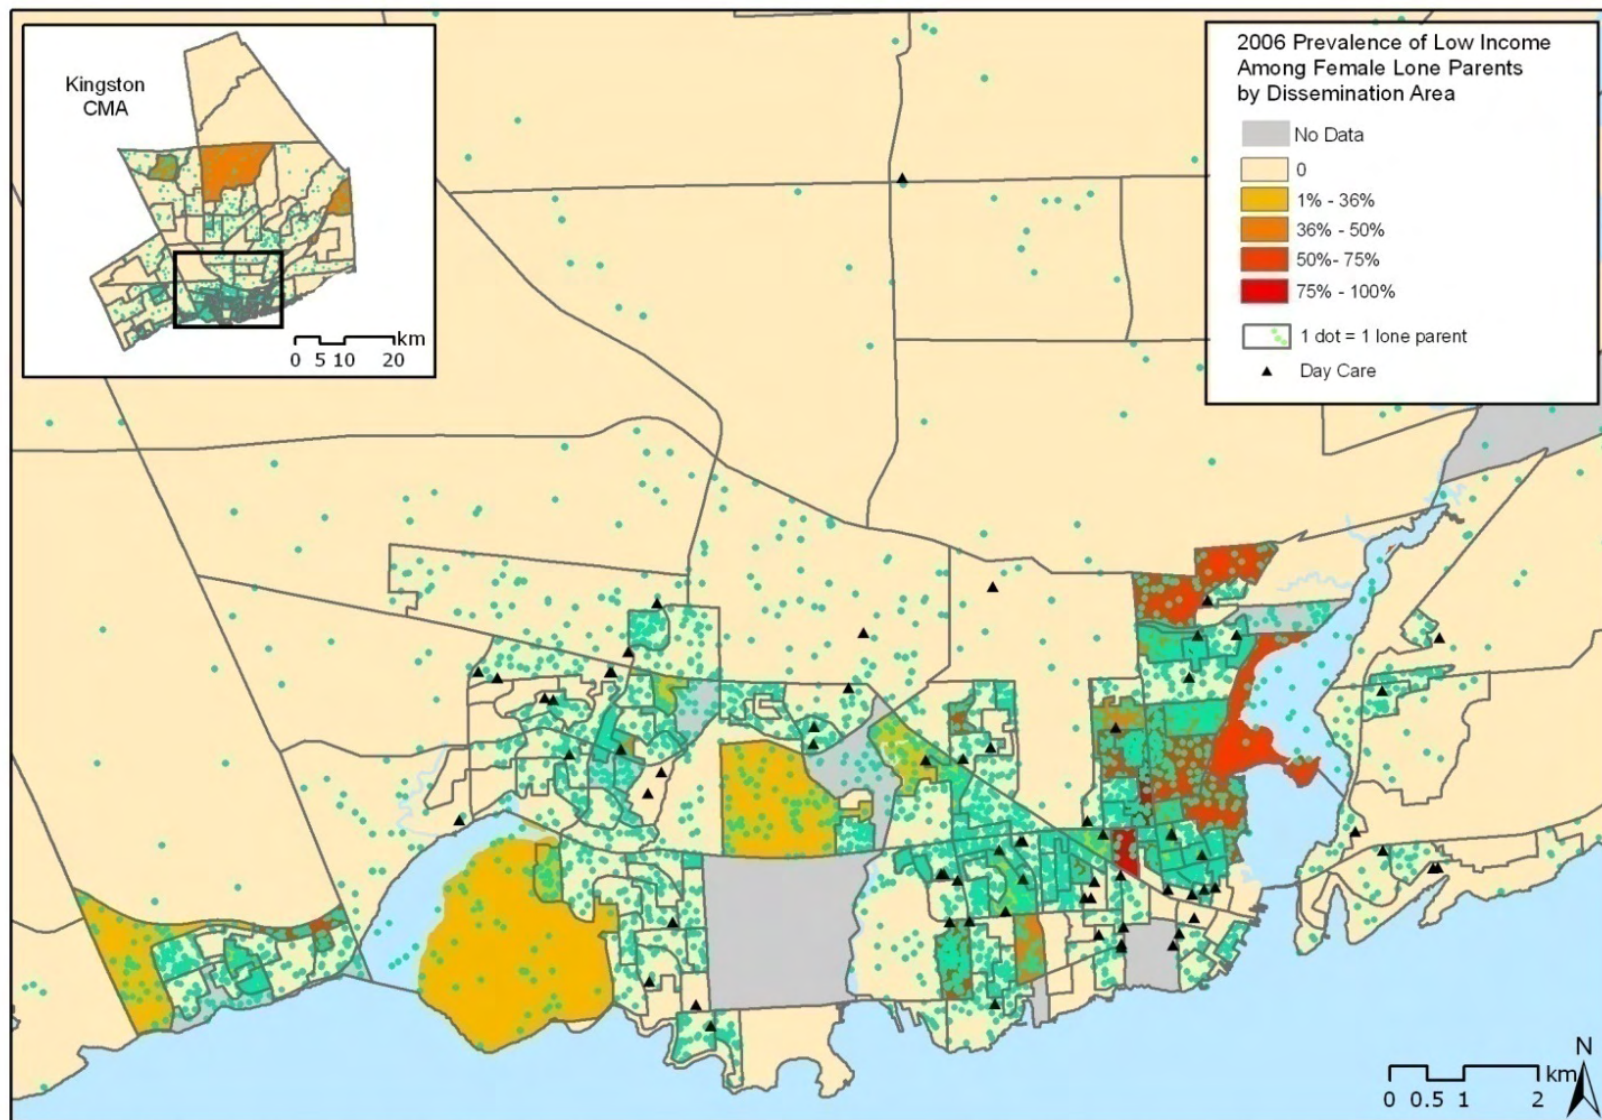 Kingston
CMA
km
0 5 10 20
2006 Prevalence of Low Income
Among Female Lone Parents
by Dissemination Area
No Data
0
1% - 36%
36% - 50%
50%- 75%
75% - 100%
1 dot = 1 lone parent
Day Care
N
km
0 0.5 1 2